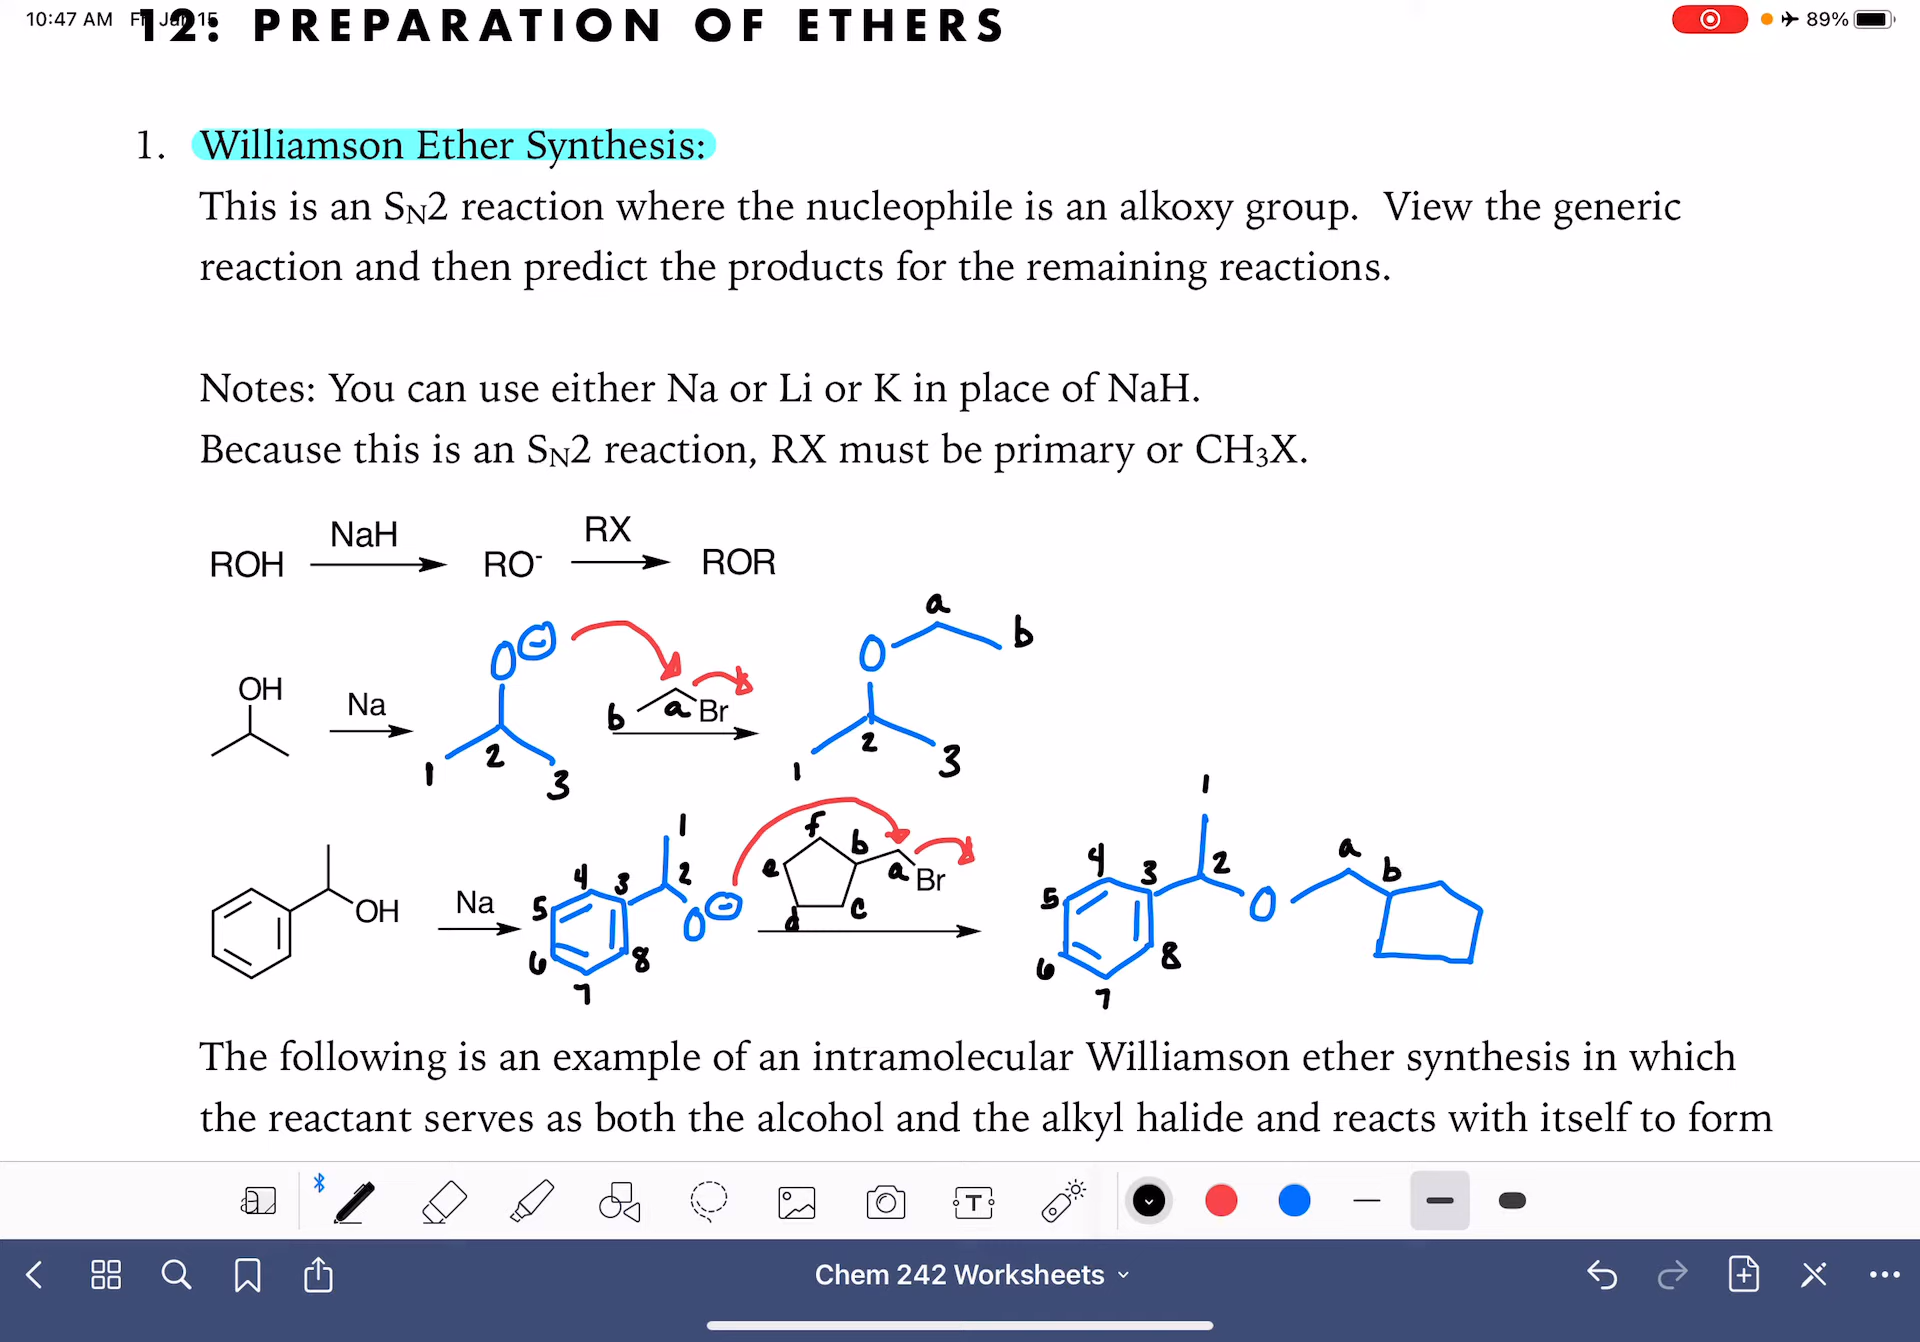 10:47 AM Fri Jan 15
89%
12: PREPARATION OF ETHERS
1. Williamson Ether Synthesis:
This is an SN2 reaction where the nucleophile is an alkoxy group. View the generic
reaction and then predict the products for the remaining reactions.
Notes: You can use either Na or Li or K in place of NaH.
Because this is an SN2 reaction, RX must be primary or CH3X.
ROH NaH RO- RX ROR
OH Na O- 1 2 3 b a Br O a b 1 2 3
OH Na 1 2 3 4 5 6 7 8 O- a b c d e f Br 1 2 3 4 5 6 7 8 O a b
The following is an example of an intramolecular Williamson ether synthesis in which
the reactant serves as both the alcohol and the alkyl halide and reacts with itself to form
T
Chem 242 Worksheets